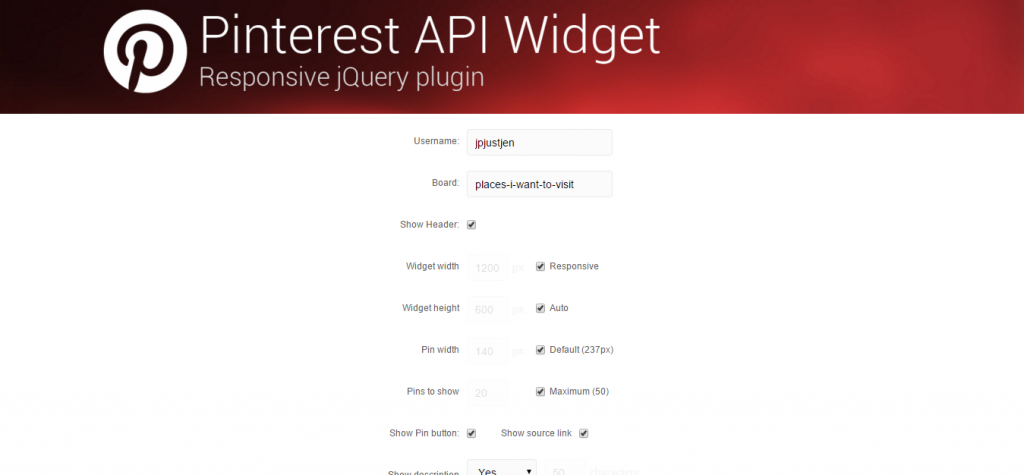 Pinterest API Widget
Responsive jQuery plugin
Username: jpjustjen
Board: places-i-want-to-visit
Show Header:
Widget width 1200 px Responsive
Widget height 600 px Auto
Pin width 140 px Default (237px)
Pins to show 20 Maximum (50)
Show Pin button: Show source link
Show description Yes 50 characters